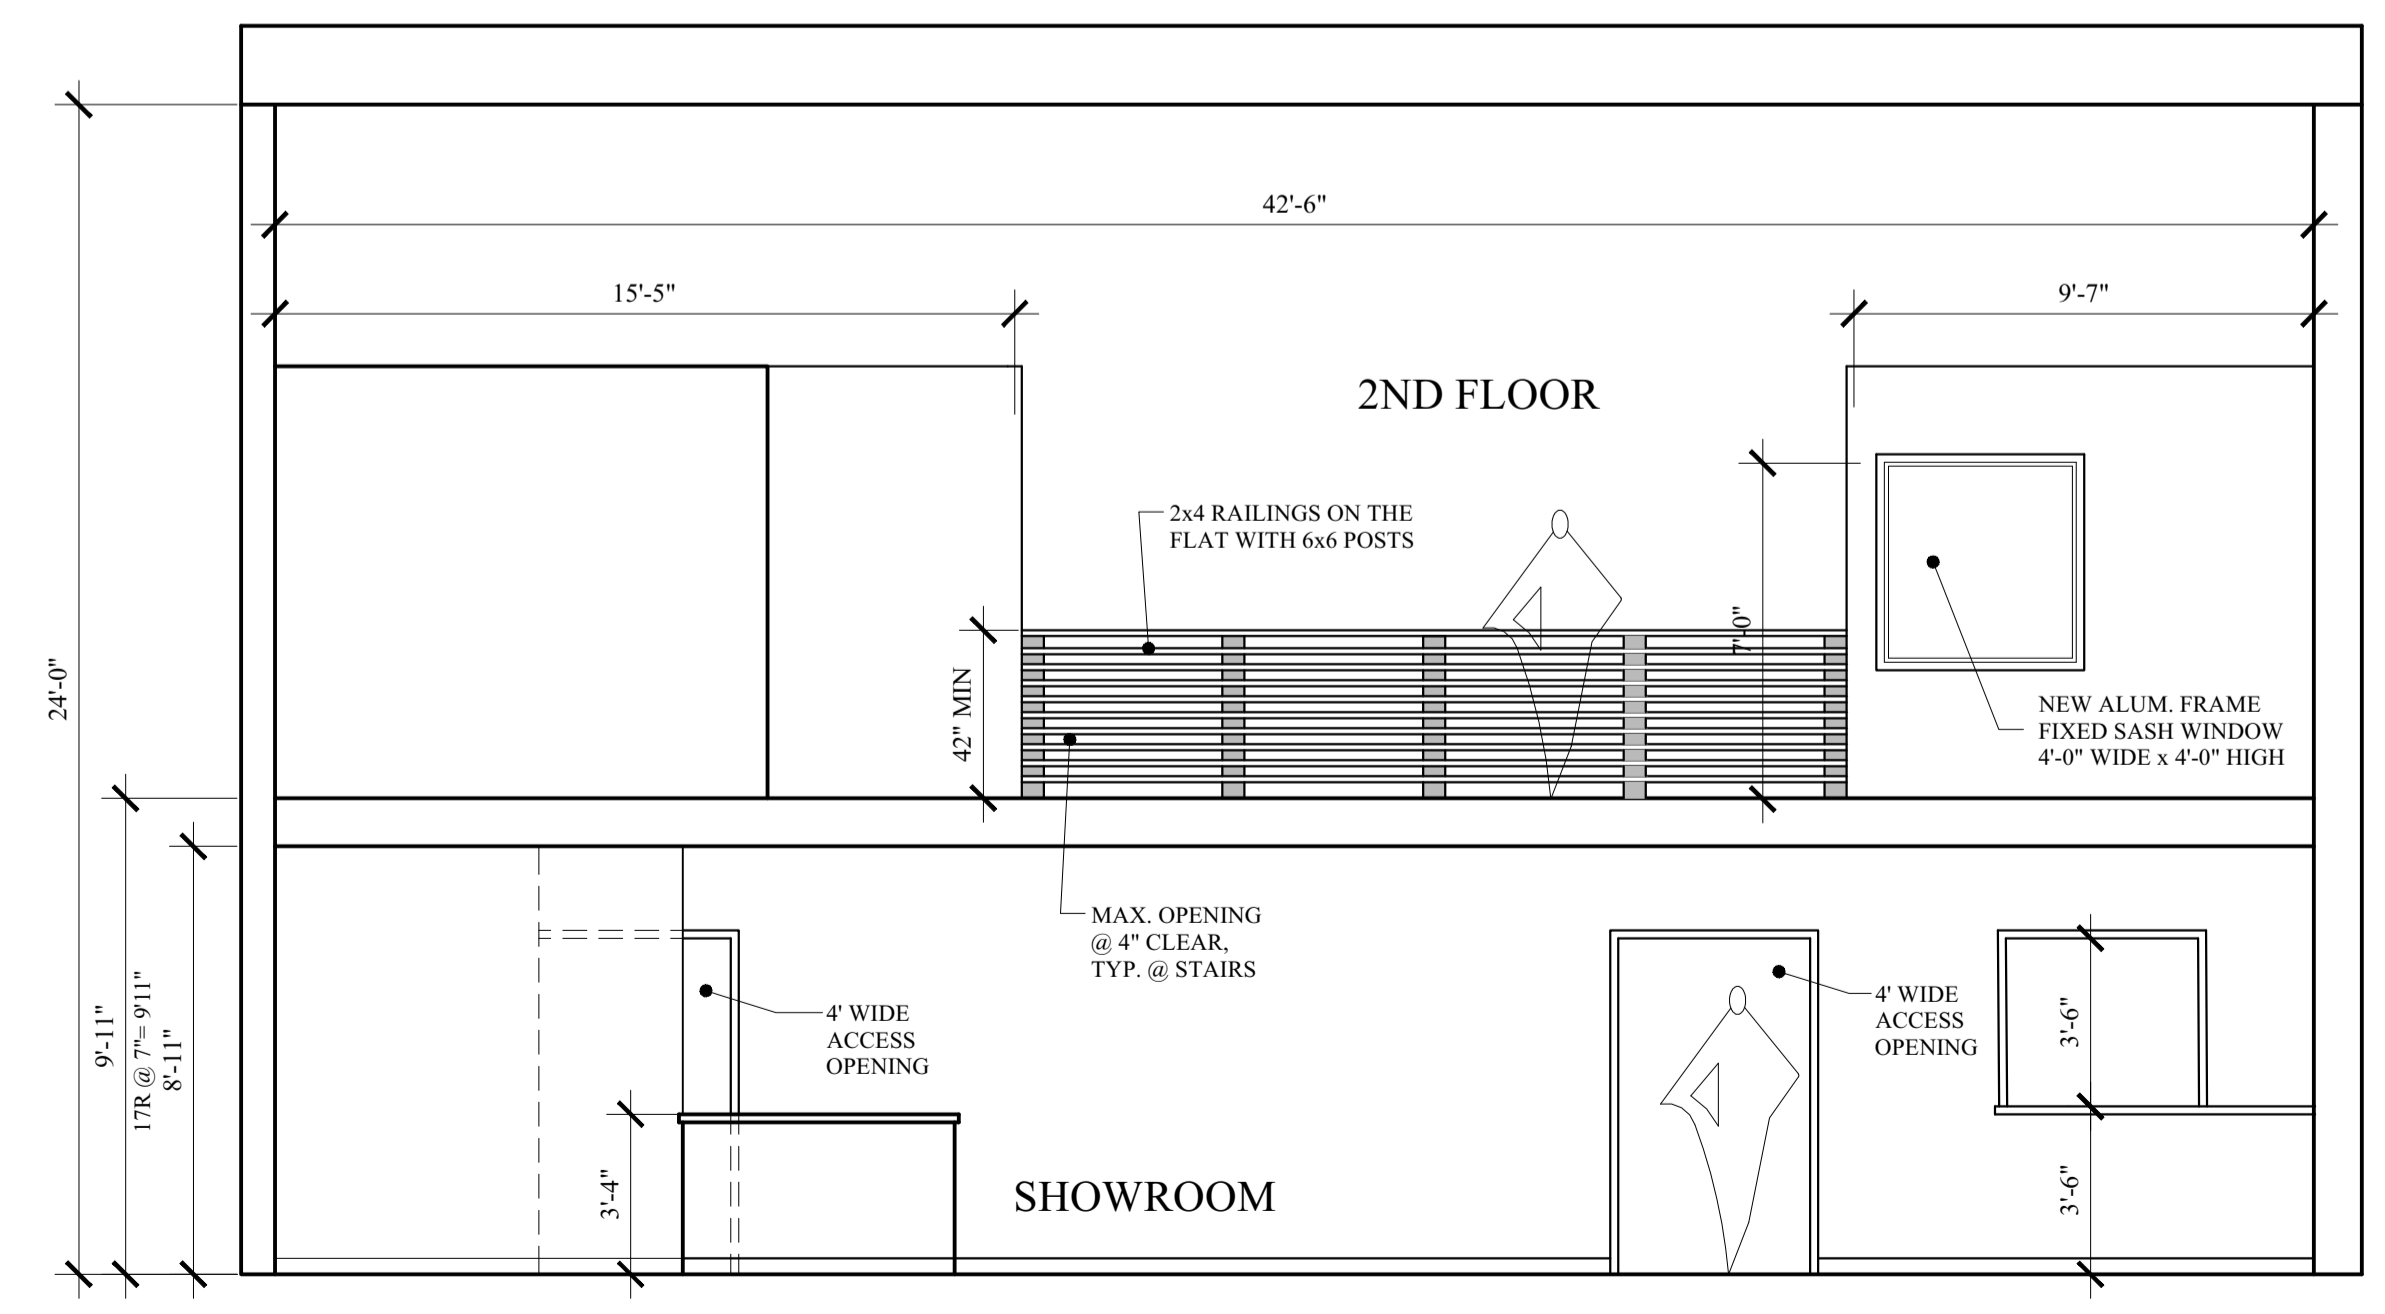 42'-6"
15'-5"
9'-7"
2ND FLOOR
2x4 RAILINGS ON THE
FLAT WITH 6x6 POSTS
7'-0"
24'-0"
42" MIN
NEW ALUM. FRAME
FIXED SASH WINDOW
4'-0" WIDE x 4'-0" HIGH
MAX. OPENING
@ 4" CLEAR,
TYP. @ STAIRS
9'-11"
17R @ 7"= 9'11"
8'-11"
4' WIDE
ACCESS
OPENING
4' WIDE
ACCESS
OPENING
3'-6"
3'-4"
SHOWROOM
3'-6"